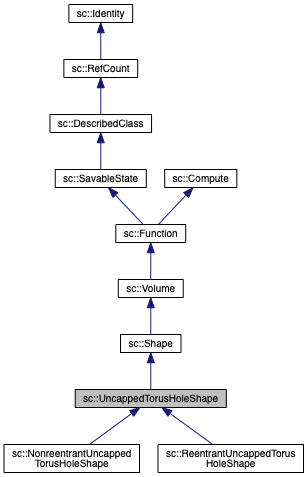 sc::Identity
sc::RefCount
sc::DescribedClass
sc::SavableState
sc::Compute
sc::Function
sc::Volume
sc::Shape
sc::UncappedTorusHoleShape
sc::NonreentrantUncapped
TorusHoleShape
sc::ReentrantUncappedTorus
HoleShape